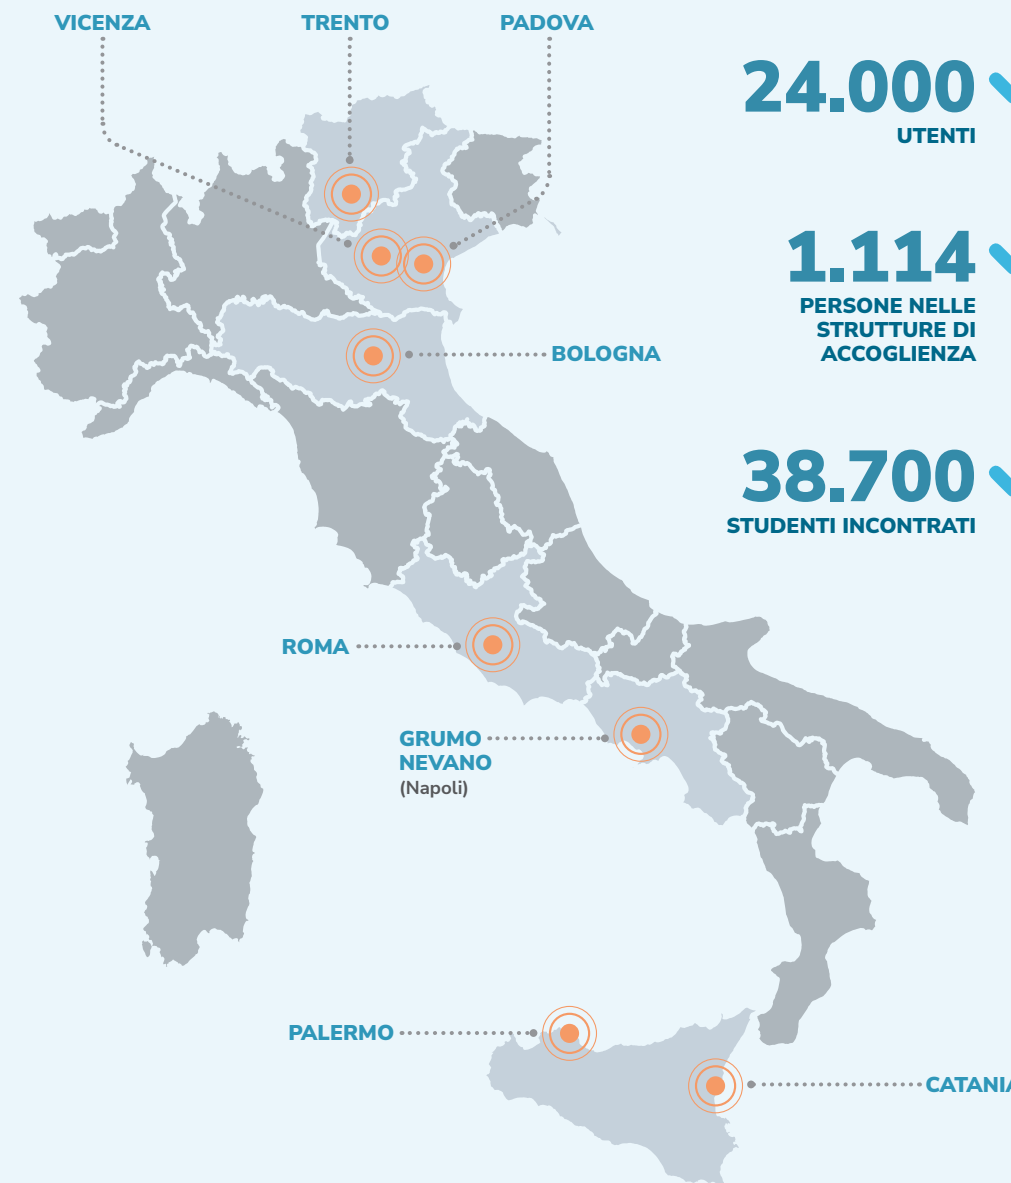 VICENZA
TRENTO
PADOVA
24.000
UTENTI
1.114
PERSONE NELLE
STRUTTURE DI
ACCOGLIENZA
BOLOGNA
38.700
STUDENTI INCONTRATI
ROMA
GRUMO
NEVANO
(Napoli)
PALERMO
CATANIA